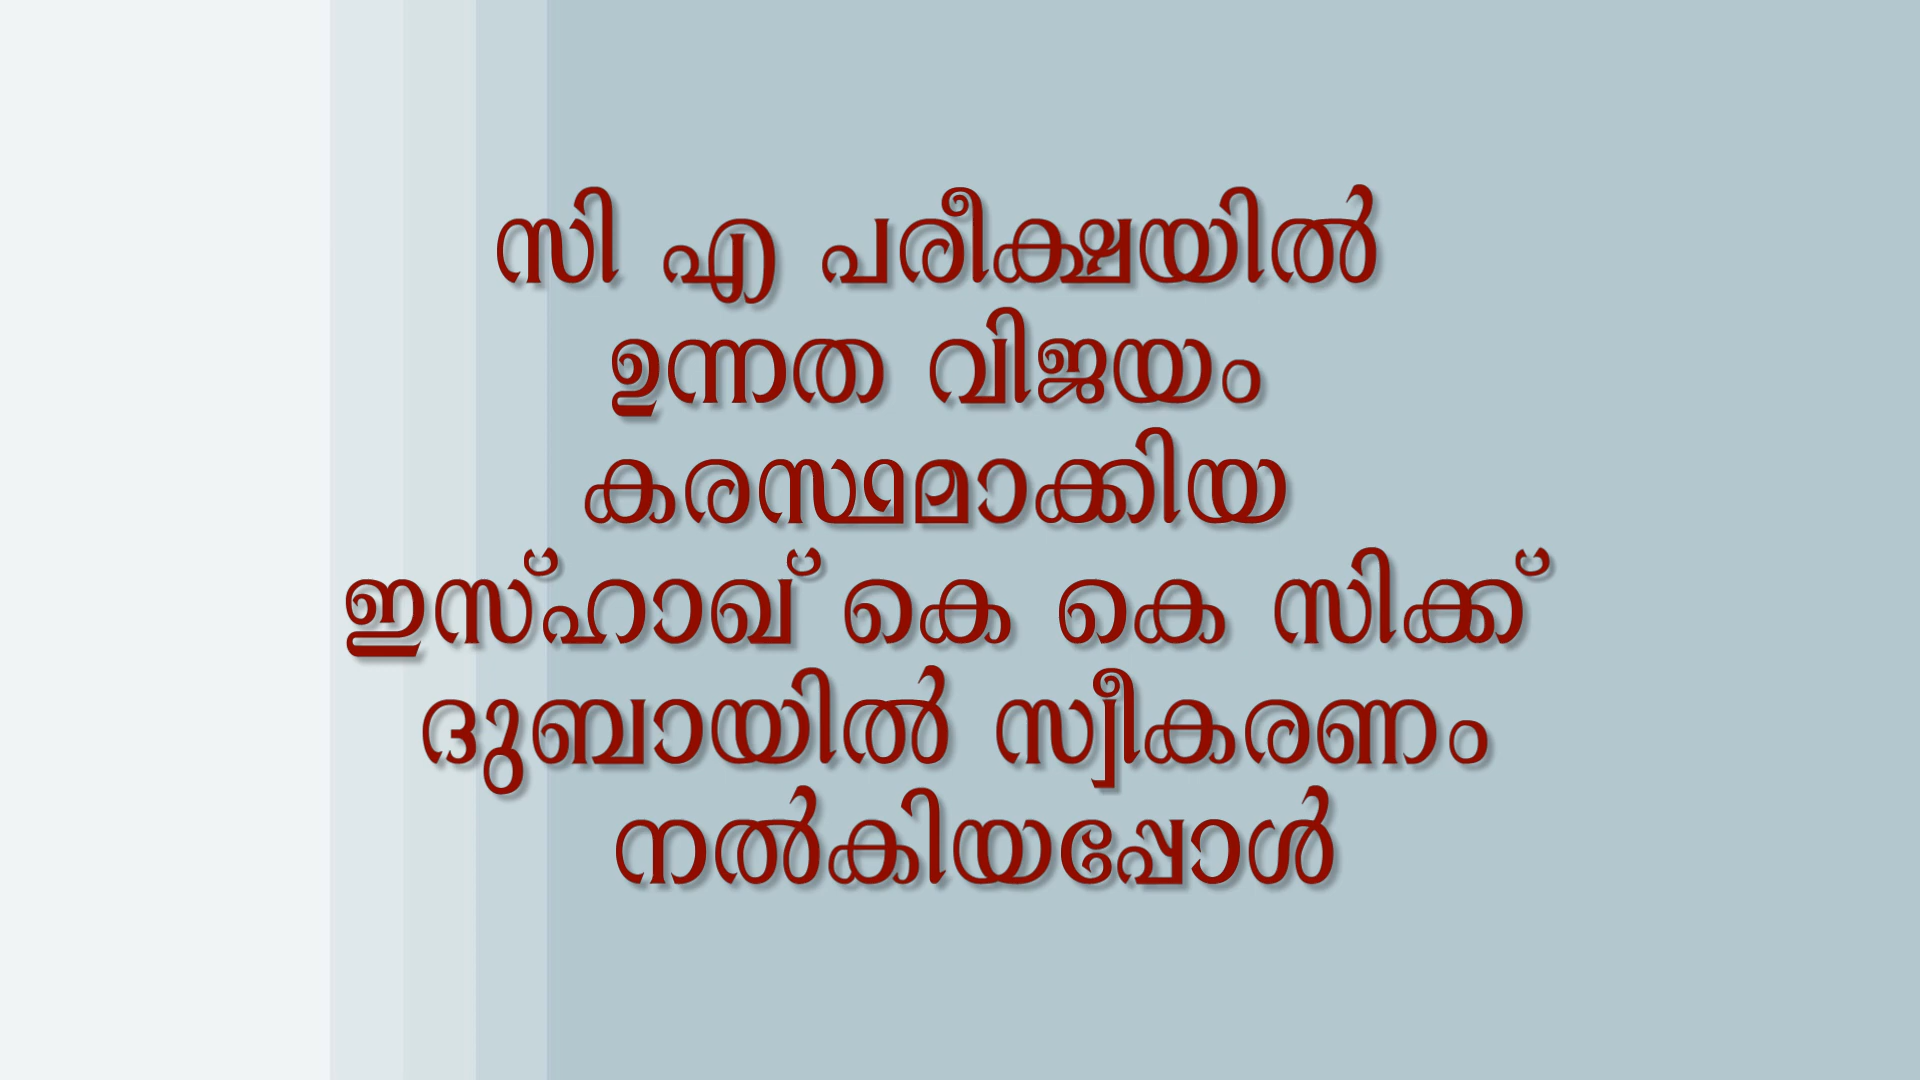 സി എ പരീക്ഷയിൽ
ഉന്നത വിജയം
കരസ്ഥമാക്കിയ
ഇസ്ഹാഖ് കെ കെ സിക്ക്
ദുബായിൽ സ്വീകരണം
നൽകിയപ്പോൾ